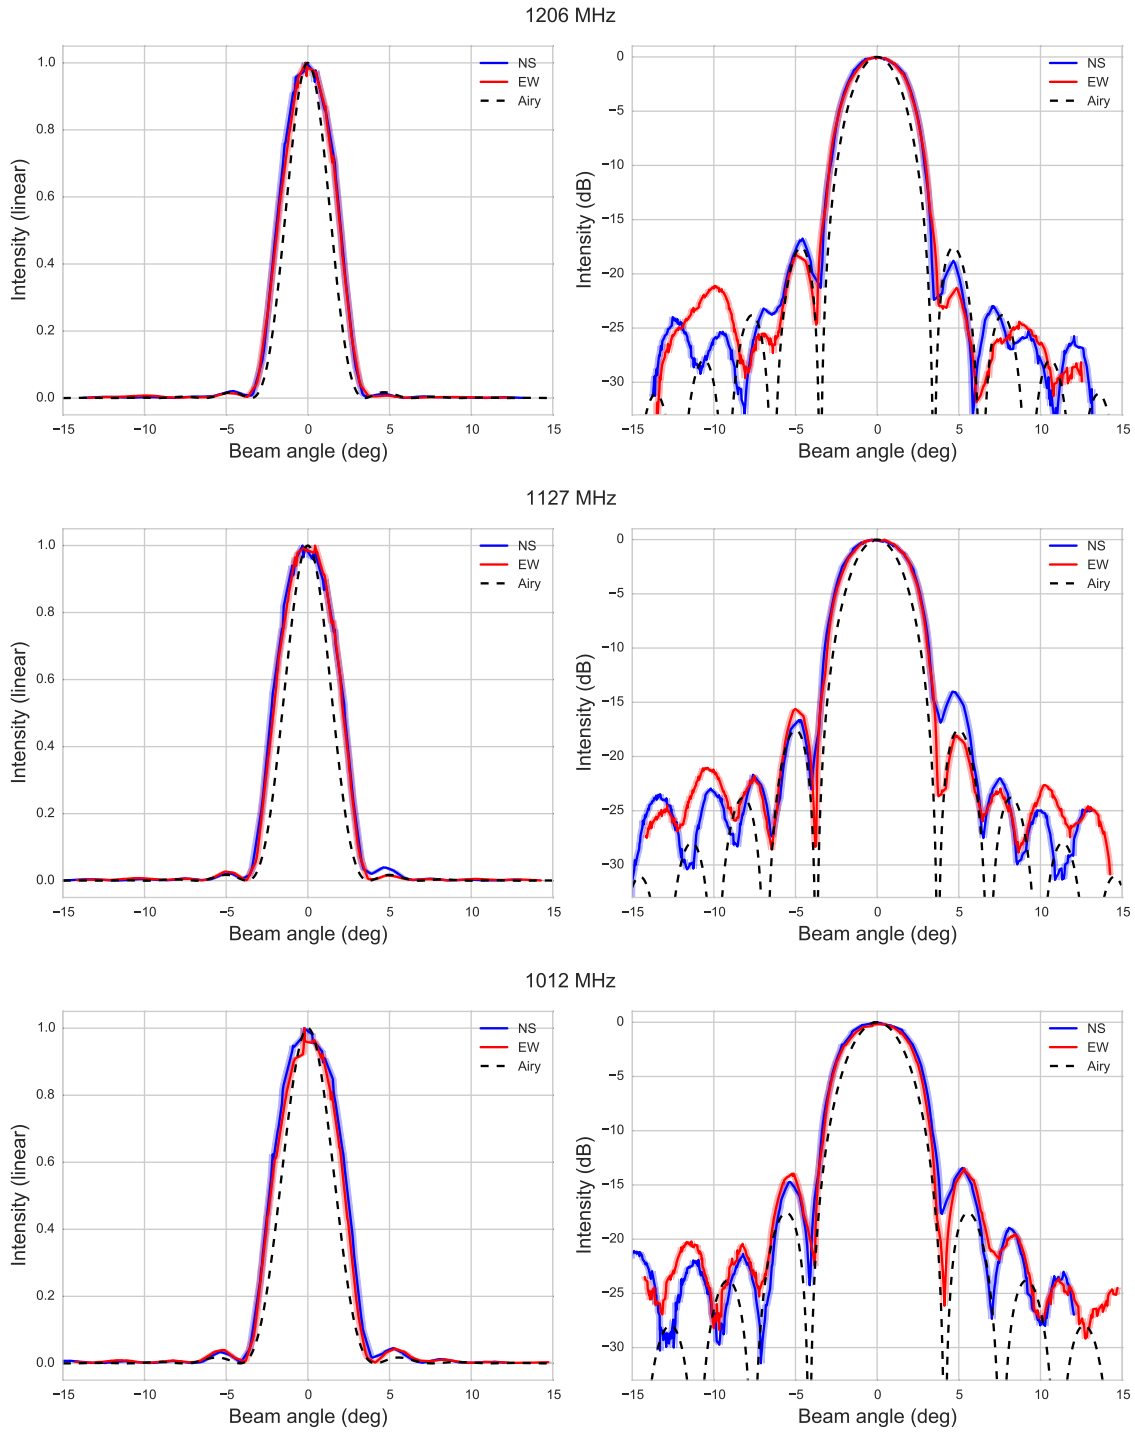 1206 MHz
1.0
0.8
0.6
0.4
0.2
0.0
Intensity (linear)
−15 −10 −5 0 5 10 15
Beam angle (deg)
NS
EW
Airy
0
−5
−10
−15
−20
−25
−30
Intensity (dB)
−15 −10 −5 0 5 10 15
Beam angle (deg)
NS
EW
Airy
1127 MHz
1.0
0.8
0.6
0.4
0.2
0.0
Intensity (linear)
−15 −10 −5 0 5 10 15
Beam angle (deg)
NS
EW
Airy
0
−5
−10
−15
−20
−25
−30
Intensity (dB)
−15 −10 −5 0 5 10 15
Beam angle (deg)
NS
EW
Airy
1012 MHz
1.0
0.8
0.6
0.4
0.2
0.0
Intensity (linear)
−15 −10 −5 0 5 10 15
Beam angle (deg)
NS
EW
Airy
0
−5
−10
−15
−20
−25
−30
Intensity (dB)
−15 −10 −5 0 5 10 15
Beam angle (deg)
NS
EW
Airy